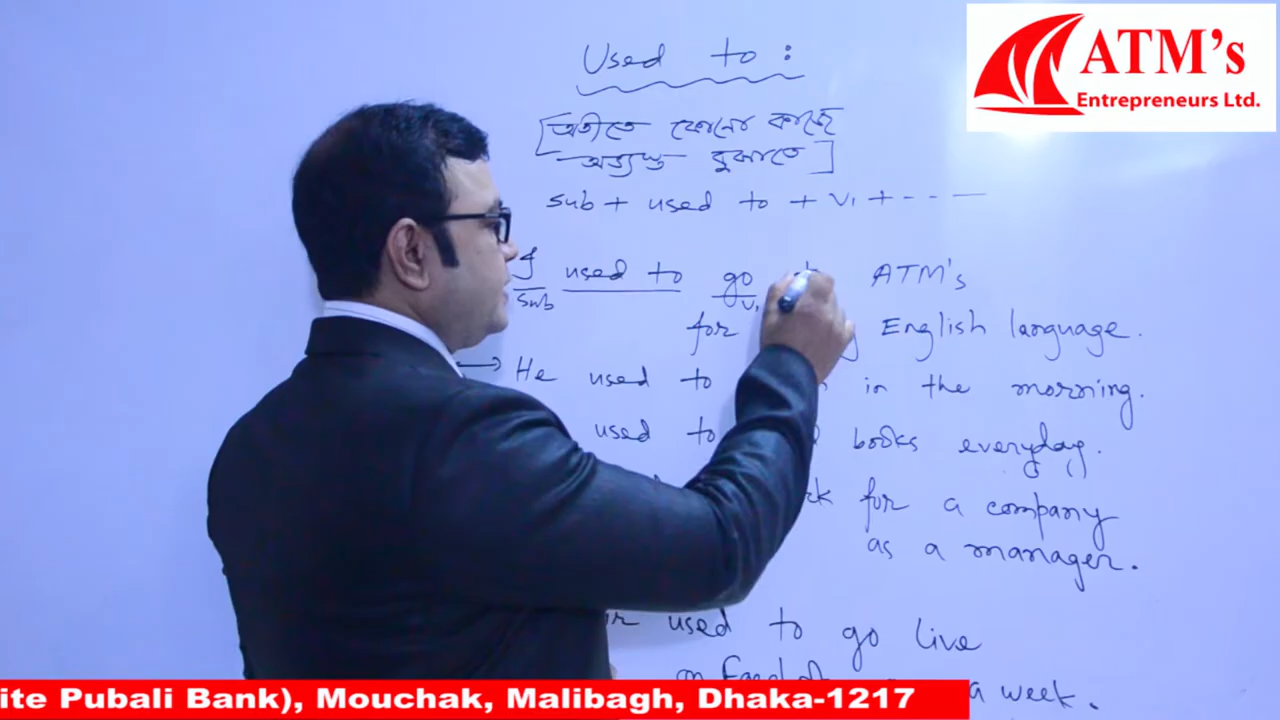 ATM's
Entrepreneurs Ltd.
Used to :
[অতীতে কোনো কাজে
অভ্যস্ত বুঝাতে]
sub + used to + V1 + - - -
I used to go ATM's
sub V1
for English language.
→ He used to in the morning.
used to books everyday.
for a company
as a manager.
used to go live
a week.
ite Pubali Bank), Mouchak, Malibagh, Dhaka-1217